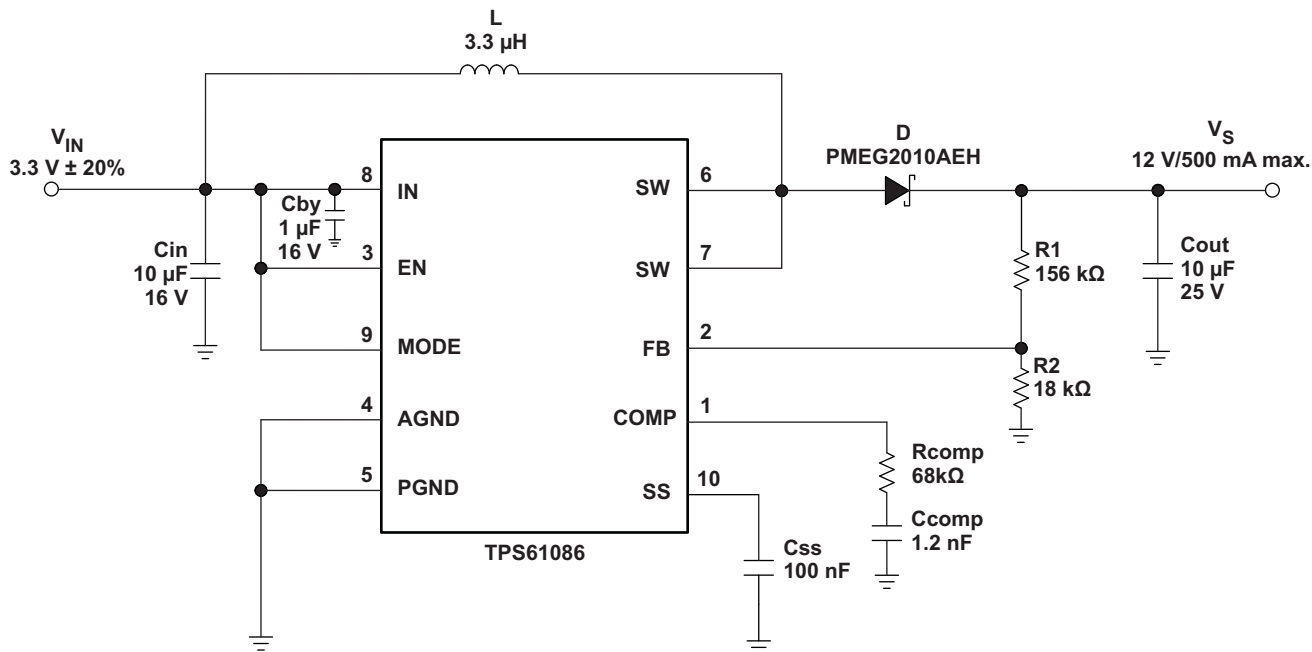 L
3.3 µH
VIN
3.3 V ± 20%
D
PMEG2010AEH
VS
12 V/500 mA max.
8
IN
SW
6
Cby
1 µF
16 V
Cin
10 µF
16 V
3
EN
SW
7
R1
156 kΩ
Cout
10 µF
25 V
9
MODE
FB
2
R2
18 kΩ
4
AGND
COMP
1
Rcomp
68kΩ
5
PGND
SS
10
Ccomp
1.2 nF
TPS61086
Css
100 nF